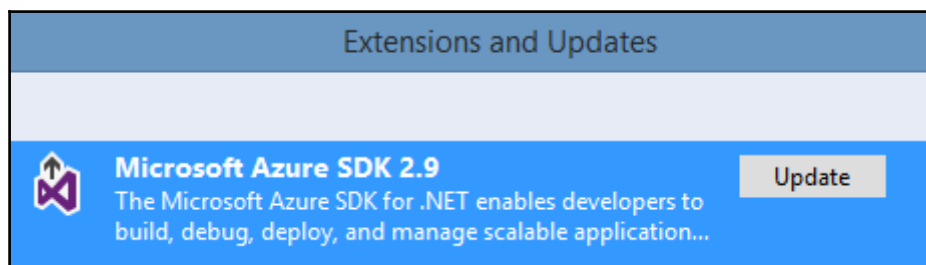 Extensions and Updates
Microsoft Azure SDK 2.9
Update
The Microsoft Azure SDK for .NET enables developers to
build, debug, deploy, and manage scalable application...